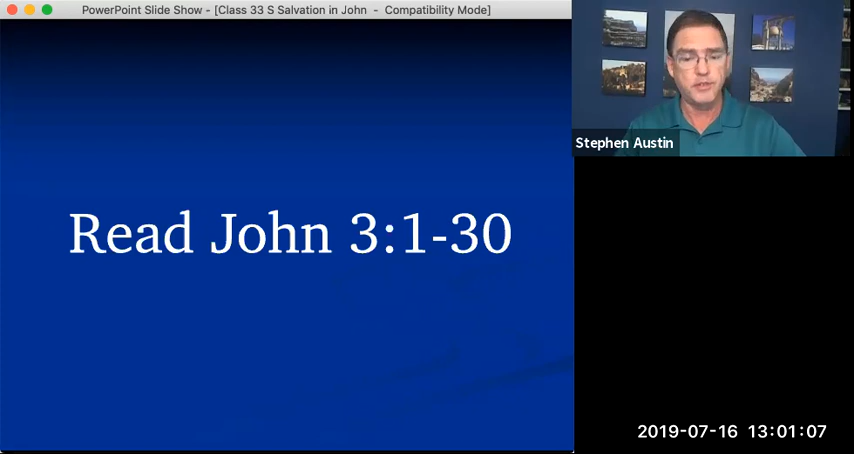 PowerPoint Slide Show - [Class 33 S Salvation in John - Compatibility Mode]
Stephen Austin
Read John 3:1-30
2019-07-16 13:01:07